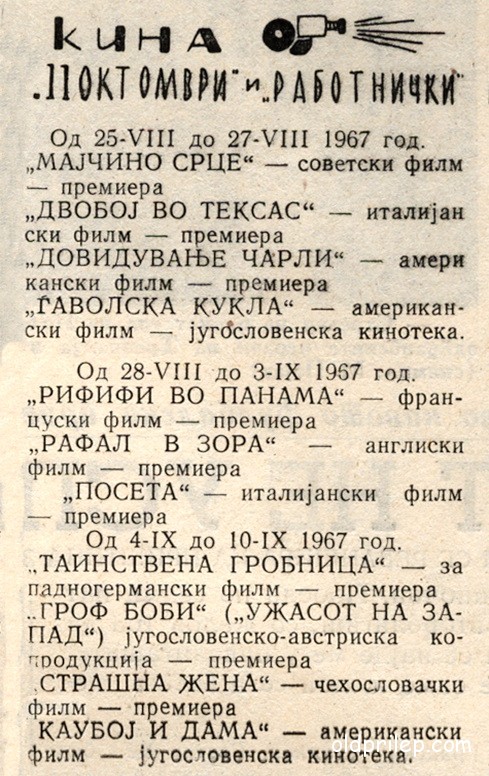 КИНА
„11 ОКТОМВРИ“ и „РАБОТНИЧКИ“
Од 25-VIII до 27-VIII 1967 год.
„МАЈЧИНО СРЦЕ“ — советски филм
— премиера
„ДВОБОЈ ВО ТЕКСАС“ — италијан
ски филм — премиера
„ДОВИДУВАЊЕ ЧАРЛИ“ — амери
кански филм — премиера
„ЃАВОЛСКА КУКЛА“ — американ-
ски филм — југословенска кинотека.
Од 28-VIII до 3-IX 1967 год.
„РИФИФИ ВО ПАНАМА“ — фран-
цуски филм — премиера
„РАФАЛ В ЗОРА“ — англиски
филм — премиера
„ПОСЕТА“ — италијански филм
— премиера
Од 4-IX до 10-IX 1967 год.
„ТАИНСТВЕНА ГРОБНИЦА“ — за
падногермански филм — премиера
„ГРОФ БОБИ“ („УЖАСОТ НА ЗА-
ПАД“) југословенско-австриска ко-
продукција — премиера
„СТРАШНА ЖЕНА“ — чехословачки
филм — премиера
КАУБОЈ И ДАМА“ — американски
филм — југословенска кинотека.
oldprilep.com